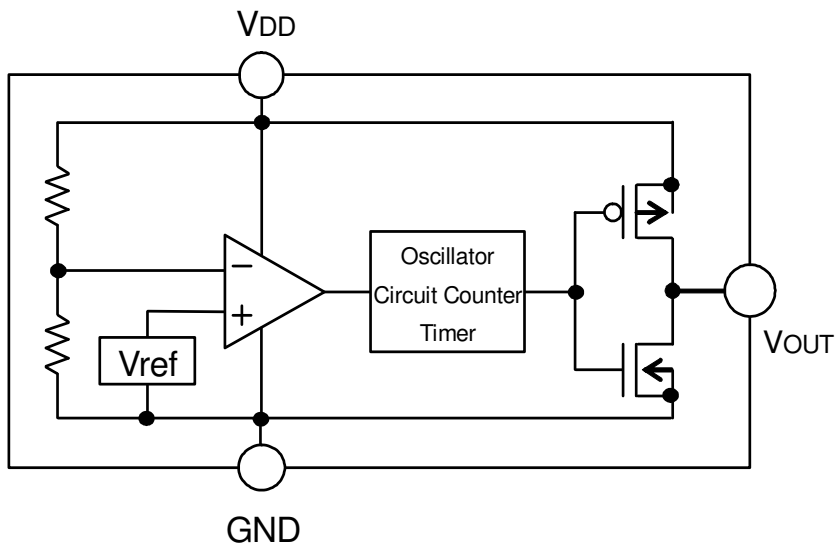 VDD
−
+
Vref
Oscillator
Circuit Counter
Timer
VOUT
GND